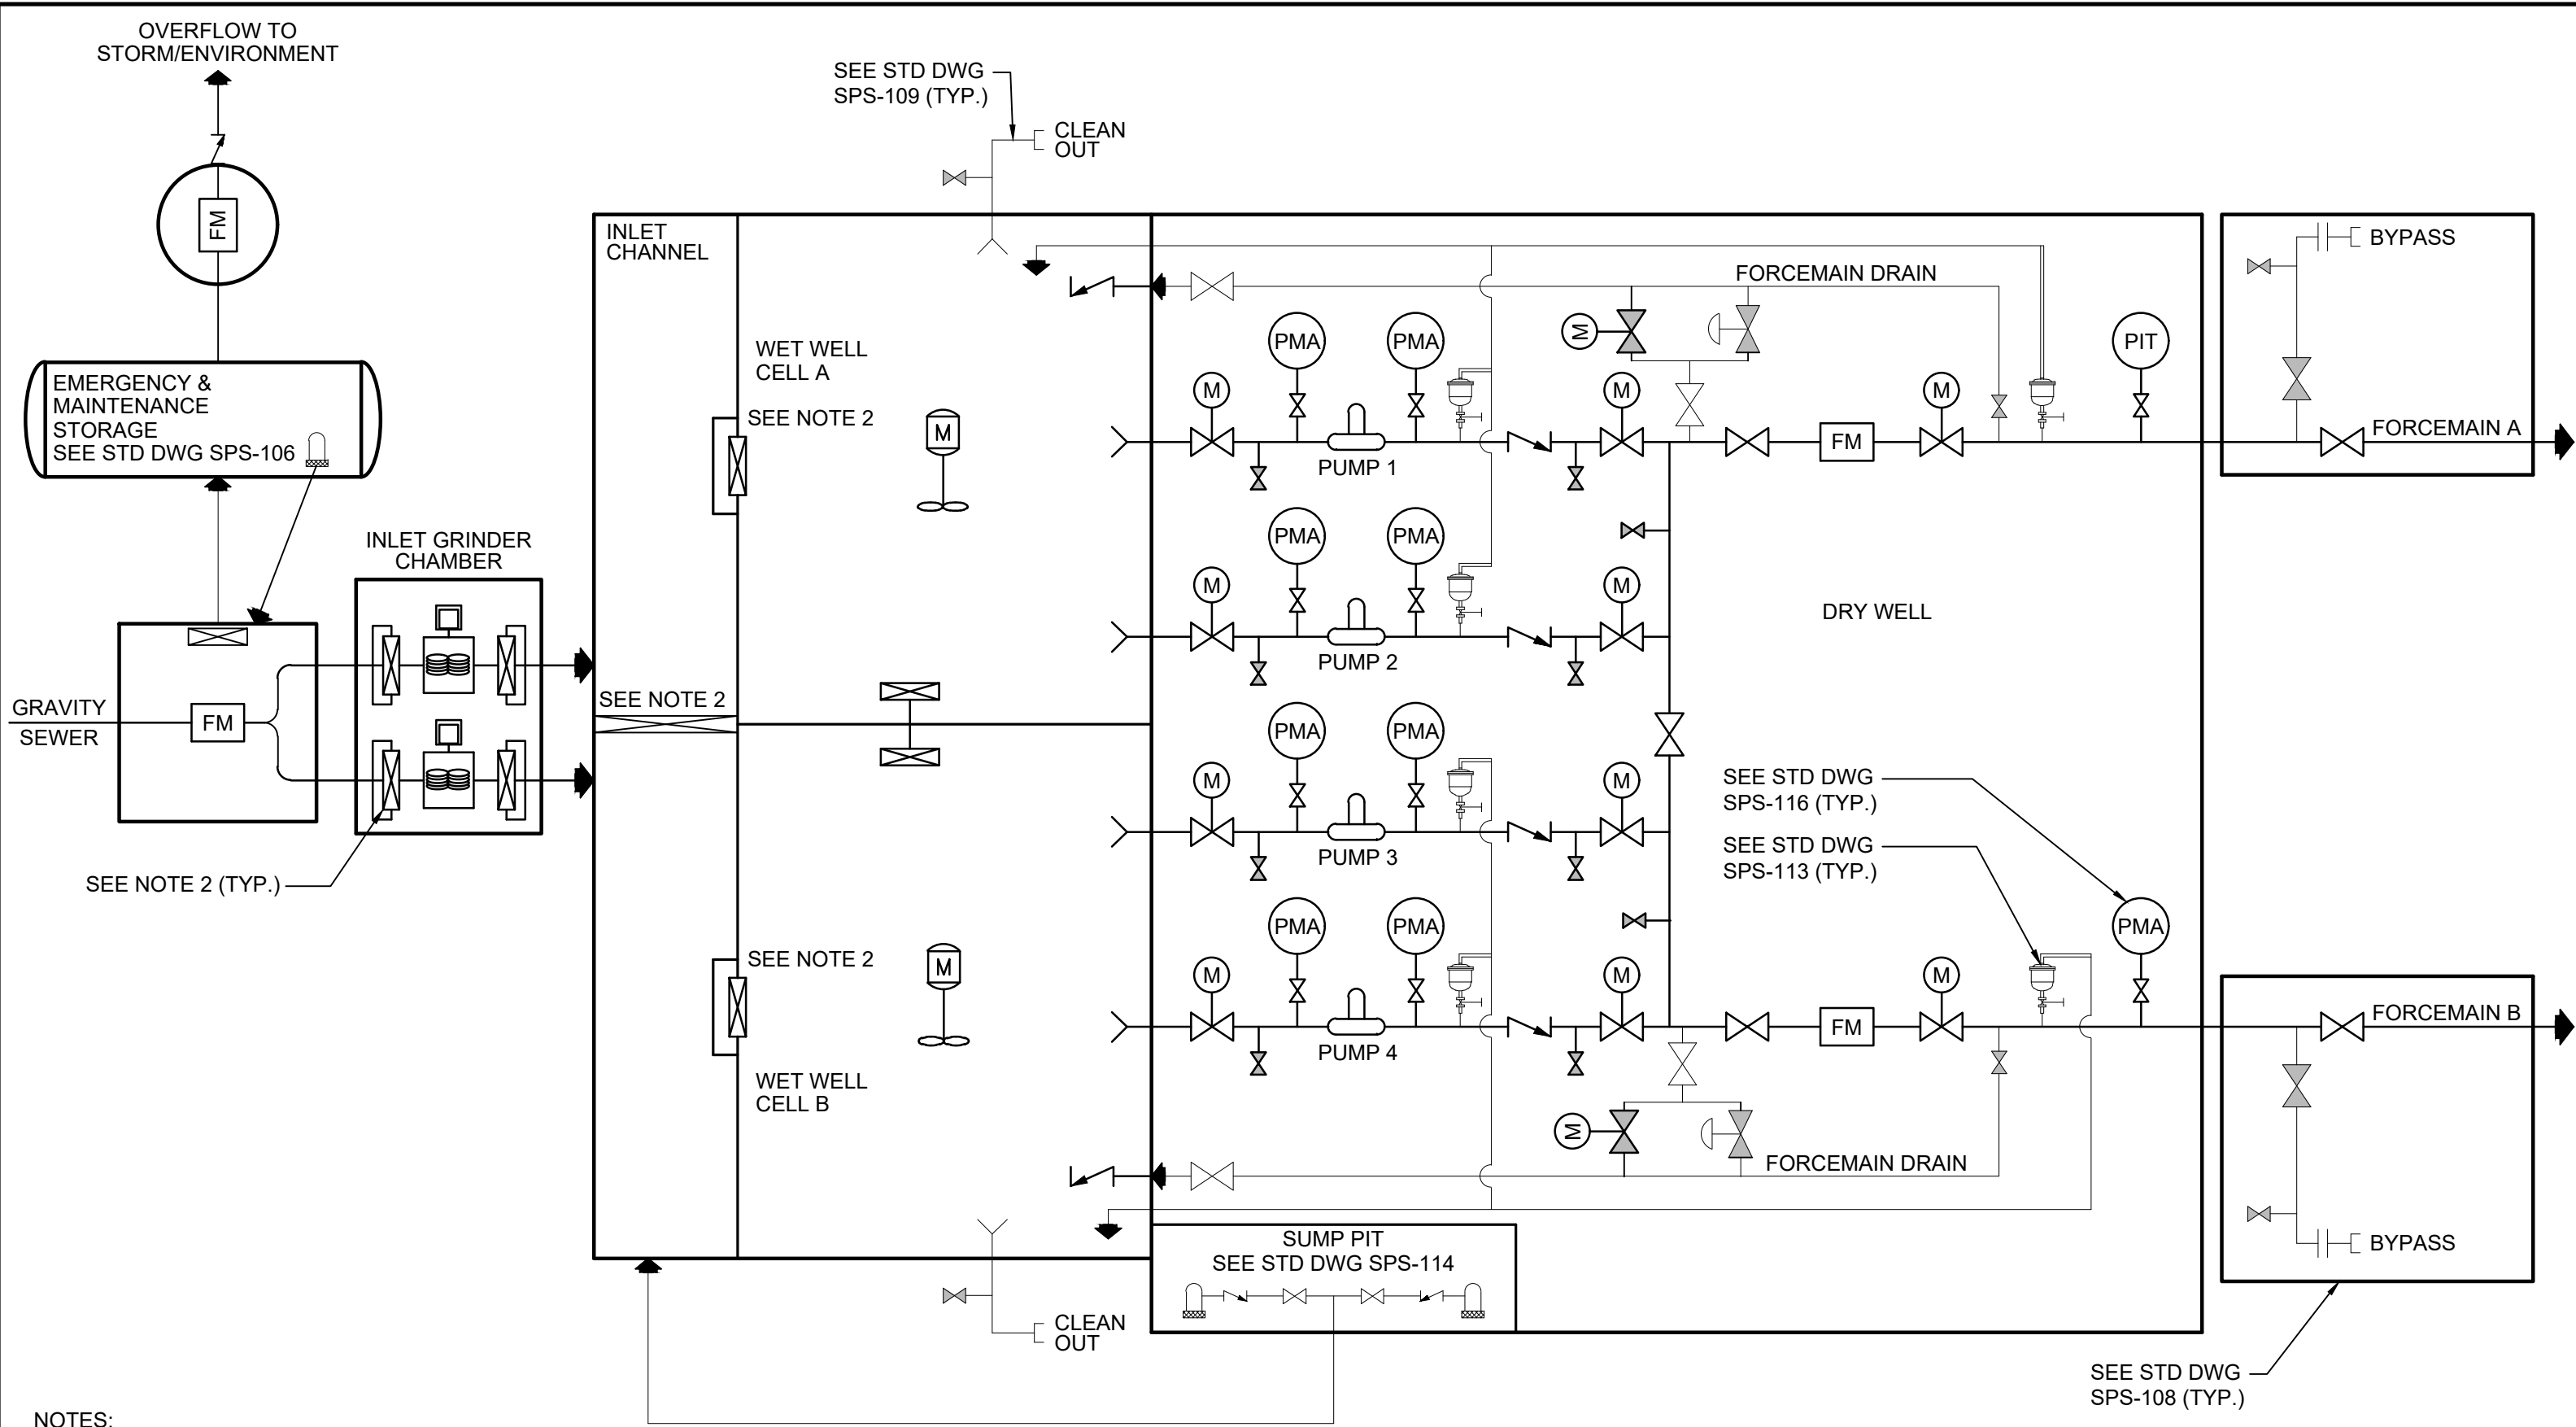 OVERFLOW TO
STORM/ENVIRONMENT
FM
EMERGENCY &
MAINTENANCE
STORAGE
SEE STD DWG SPS-106
INLET GRINDER
CHAMBER
GRAVITY
SEWER
FM
SEE NOTE 2 (TYP.)
SEE STD DWG
SPS-109 (TYP.)
CLEAN
OUT
INLET
CHANNEL
WET WELL
CELL A
SEE NOTE 2
M
SEE NOTE 2
SEE NOTE 2
M
WET WELL
CELL B
CLEAN
OUT
FORCEMAIN DRAIN
M
PMA
PMA
PIT
M
M
M
PUMP 1
FM
PMA
PMA
M
M
PUMP 2
DRY WELL
PMA
PMA
M
M
PUMP 3
SEE STD DWG
SPS-116 (TYP.)
SEE STD DWG
SPS-113 (TYP.)
PMA
PMA
PMA
M
M
M
PUMP 4
FM
M
FORCEMAIN DRAIN
SUMP PIT
SEE STD DWG SPS-114
BYPASS
FORCEMAIN A
FORCEMAIN B
BYPASS
SEE STD DWG
SPS-108 (TYP.)
NOTES: